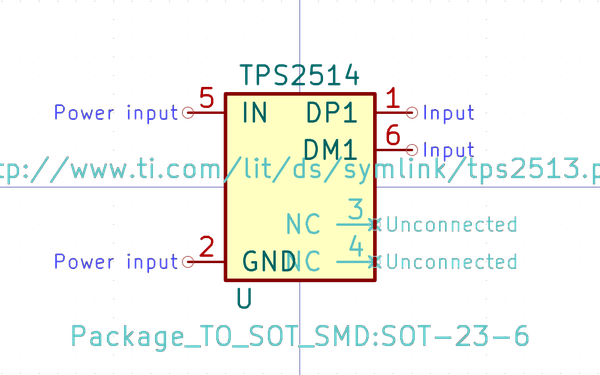 TPS2514
5 IN DP1 1
Power input
Input
DM1 6 Input
tp://www.ti.com/lit/ds/symlink/tps2513.p
NC 3 Unconnected
Power input 2 GND NC 4 Unconnected
U
Package_TO_SOT_SMD:SOT-23-6